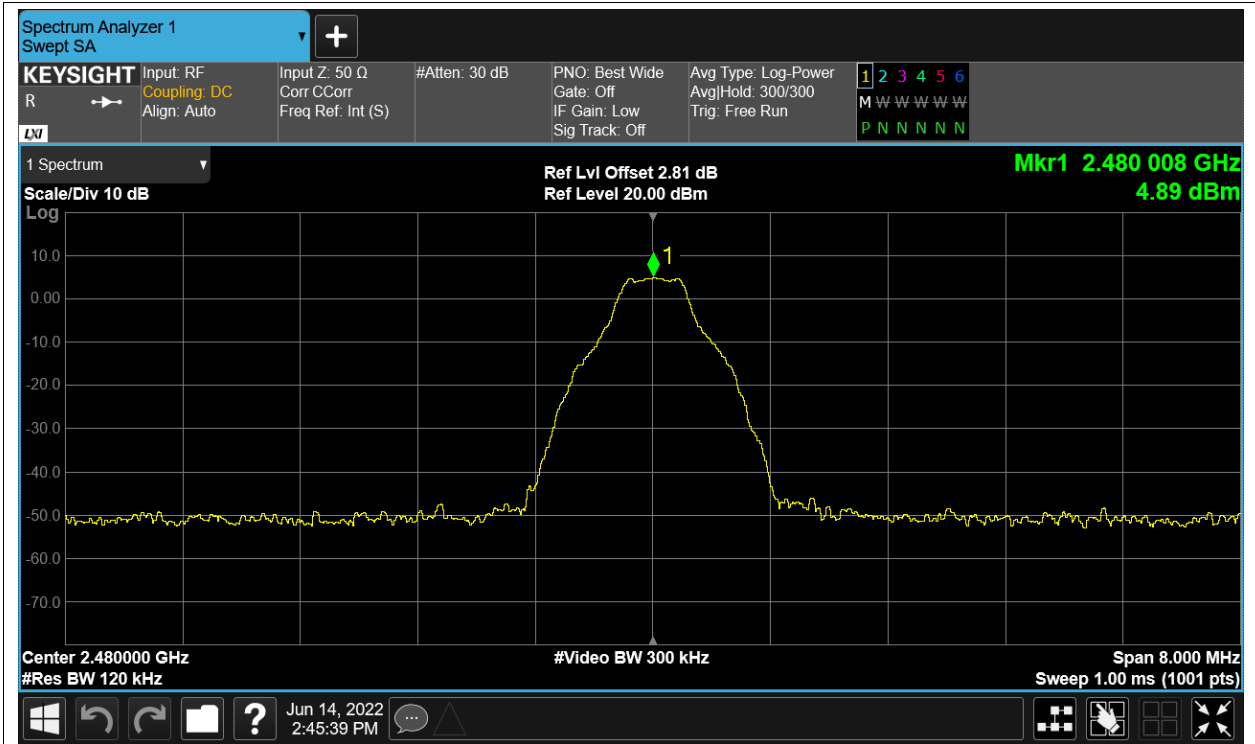 Spectrum Analyzer 1
Swept SA
KEYSIGHT
R
LXI
Input: RF
Coupling: DC
Align: Auto
Input Z: 50 Ω
Corr CCorr
Freq Ref: Int (S)
#Atten: 30 dB
PNO: Best Wide
Gate: Off
IF Gain: Low
Sig Track: Off
Avg Type: Log-Power
Avg|Hold: 300/300
Trig: Free Run
1 2 3 4 5 6
M W W W W W
P N N N N N
1 Spectrum
Scale/Div 10 dB
Log
Ref Lvl Offset 2.81 dB
Ref Level 20.00 dBm
Mkr1 2.480 008 GHz
4.89 dBm
1
10.0
0.00
-10.0
-20.0
-30.0
-40.0
-50.0
-60.0
-70.0
Center 2.480000 GHz
#Res BW 120 kHz
#Video BW 300 kHz
Span 8.000 MHz
Sweep 1.00 ms (1001 pts)
?
Jun 14, 2022
2:45:39 PM